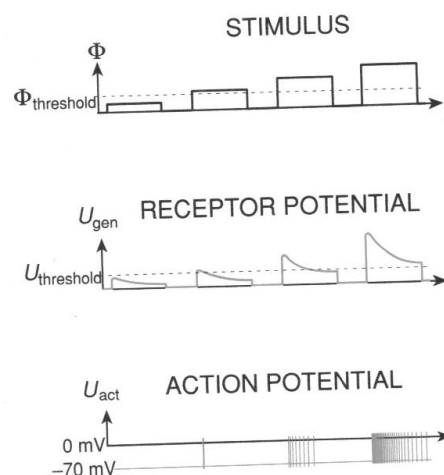 STIMULUS
Φ
Φthreshold
RECEPTOR POTENTIAL
Ugen
Uthreshold
ACTION POTENTIAL
Uact
0 mV
−70 mV